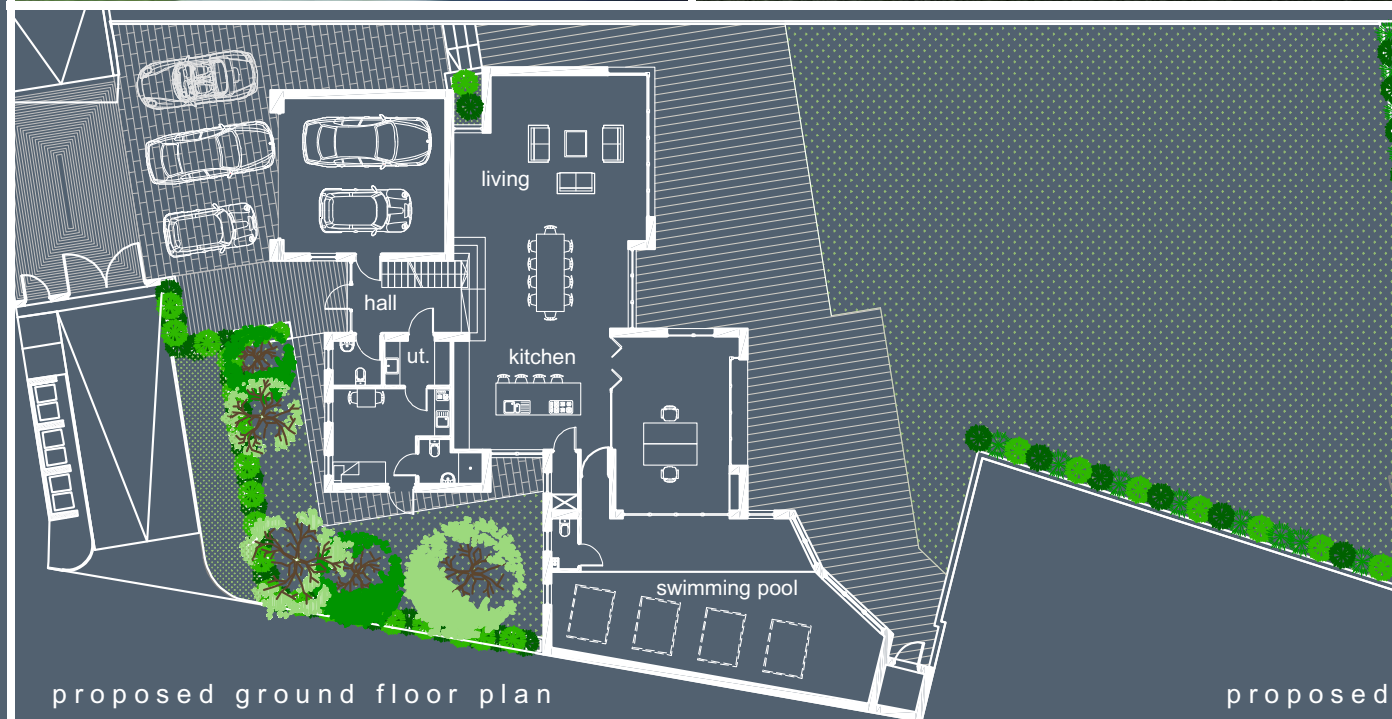 living
hall
ut.
kitchen
swimming pool
proposed ground floor plan
proposed